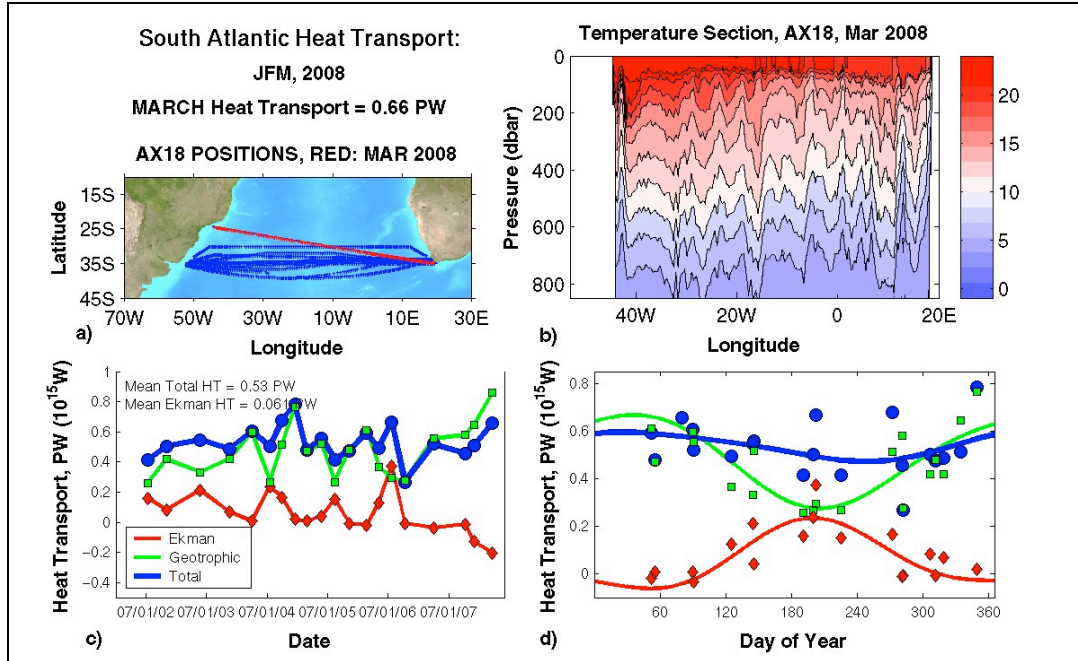 South Atlantic Heat Transport:
JFM, 2008
MARCH Heat Transport = 0.66 PW
AX18 POSITIONS, RED: MAR 2008
15S
25S
35S
45S
Latitude
70W 50W 30W 10W 10E 30E
a)
Longitude
Temperature Section, AX18, Mar 2008
0
200
400
600
800
Pressure (dbar)
40W 20W 0 20E
b)
Longitude
20
15
10
5
0
Mean Total HT = 0.53 PW
Mean Ekman HT = 0.061 PW
1
0.8
0.6
0.4
0.2
0
−0.2
−0.4
Heat Transport, PW (10¹⁵W)
Ekman
Geotrophic
Total
07/01/02 07/01/03 07/01/04 07/01/05 07/01/06 07/01/07
c)
Date
0.8
0.6
0.4
0.2
0
Heat Transport, PW (10¹⁵W)
60 120 180 240 300 360
d)
Day of Year